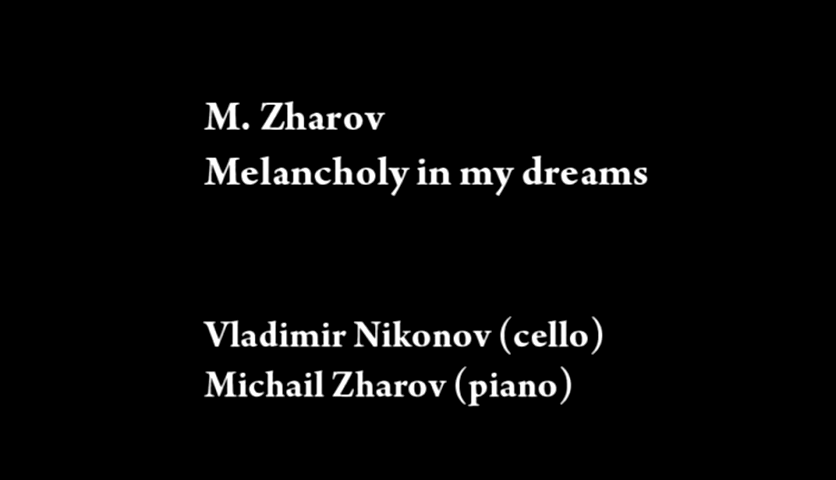 M. Zharov
Melancholy in my dreams
Vladimir Nikonov (cello)
Michail Zharov (piano)